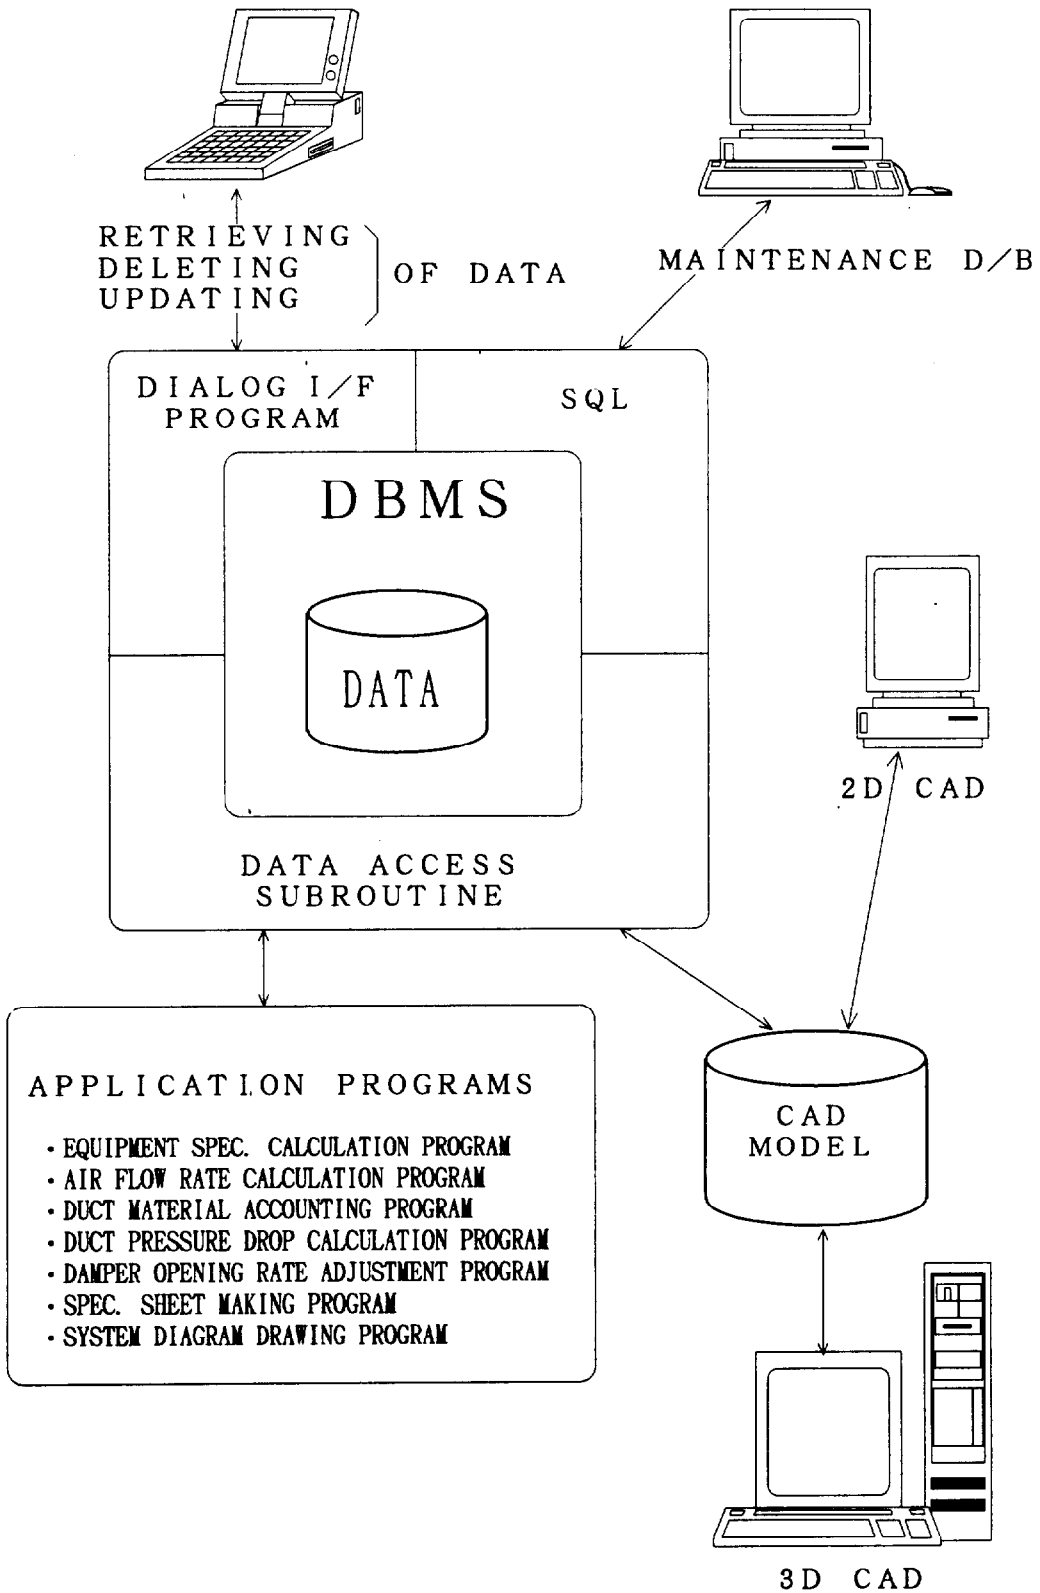 RETRIEVING
DELETING
UPDATING
OF DATA
MAINTENANCE D/B
DIALOG I/F
PROGRAM
SQL
DBMS
DATA
2D CAD
DATA ACCESS
SUBROUTINE
APPLICATION PROGRAMS
・EQUIPMENT SPEC. CALCULATION PROGRAM
・AIR FLOW RATE CALCULATION PROGRAM
・DUCT MATERIAL ACCOUNTING PROGRAM
・DUCT PRESSURE DROP CALCULATION PROGRAM
・DAMPER OPENING RATE ADJUSTMENT PROGRAM
・SPEC. SHEET MAKING PROGRAM
・SYSTEM DIAGRAM DRAWING PROGRAM
CAD
MODEL
3D CAD